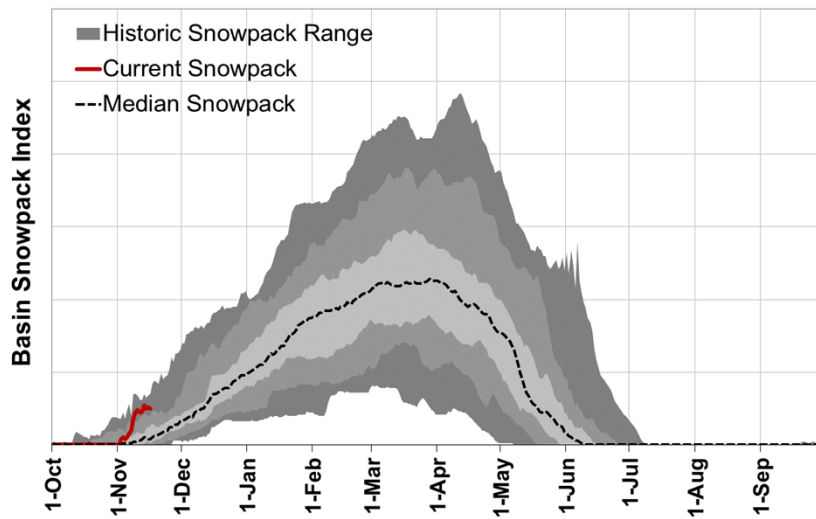 Historic Snowpack Range
Current Snowpack
Median Snowpack
Basin Snowpack Index
1-Oct
1-Nov
1-Dec
1-Jan
1-Feb
1-Mar
1-Apr
1-May
1-Jun
1-Jul
1-Aug
1-Sep